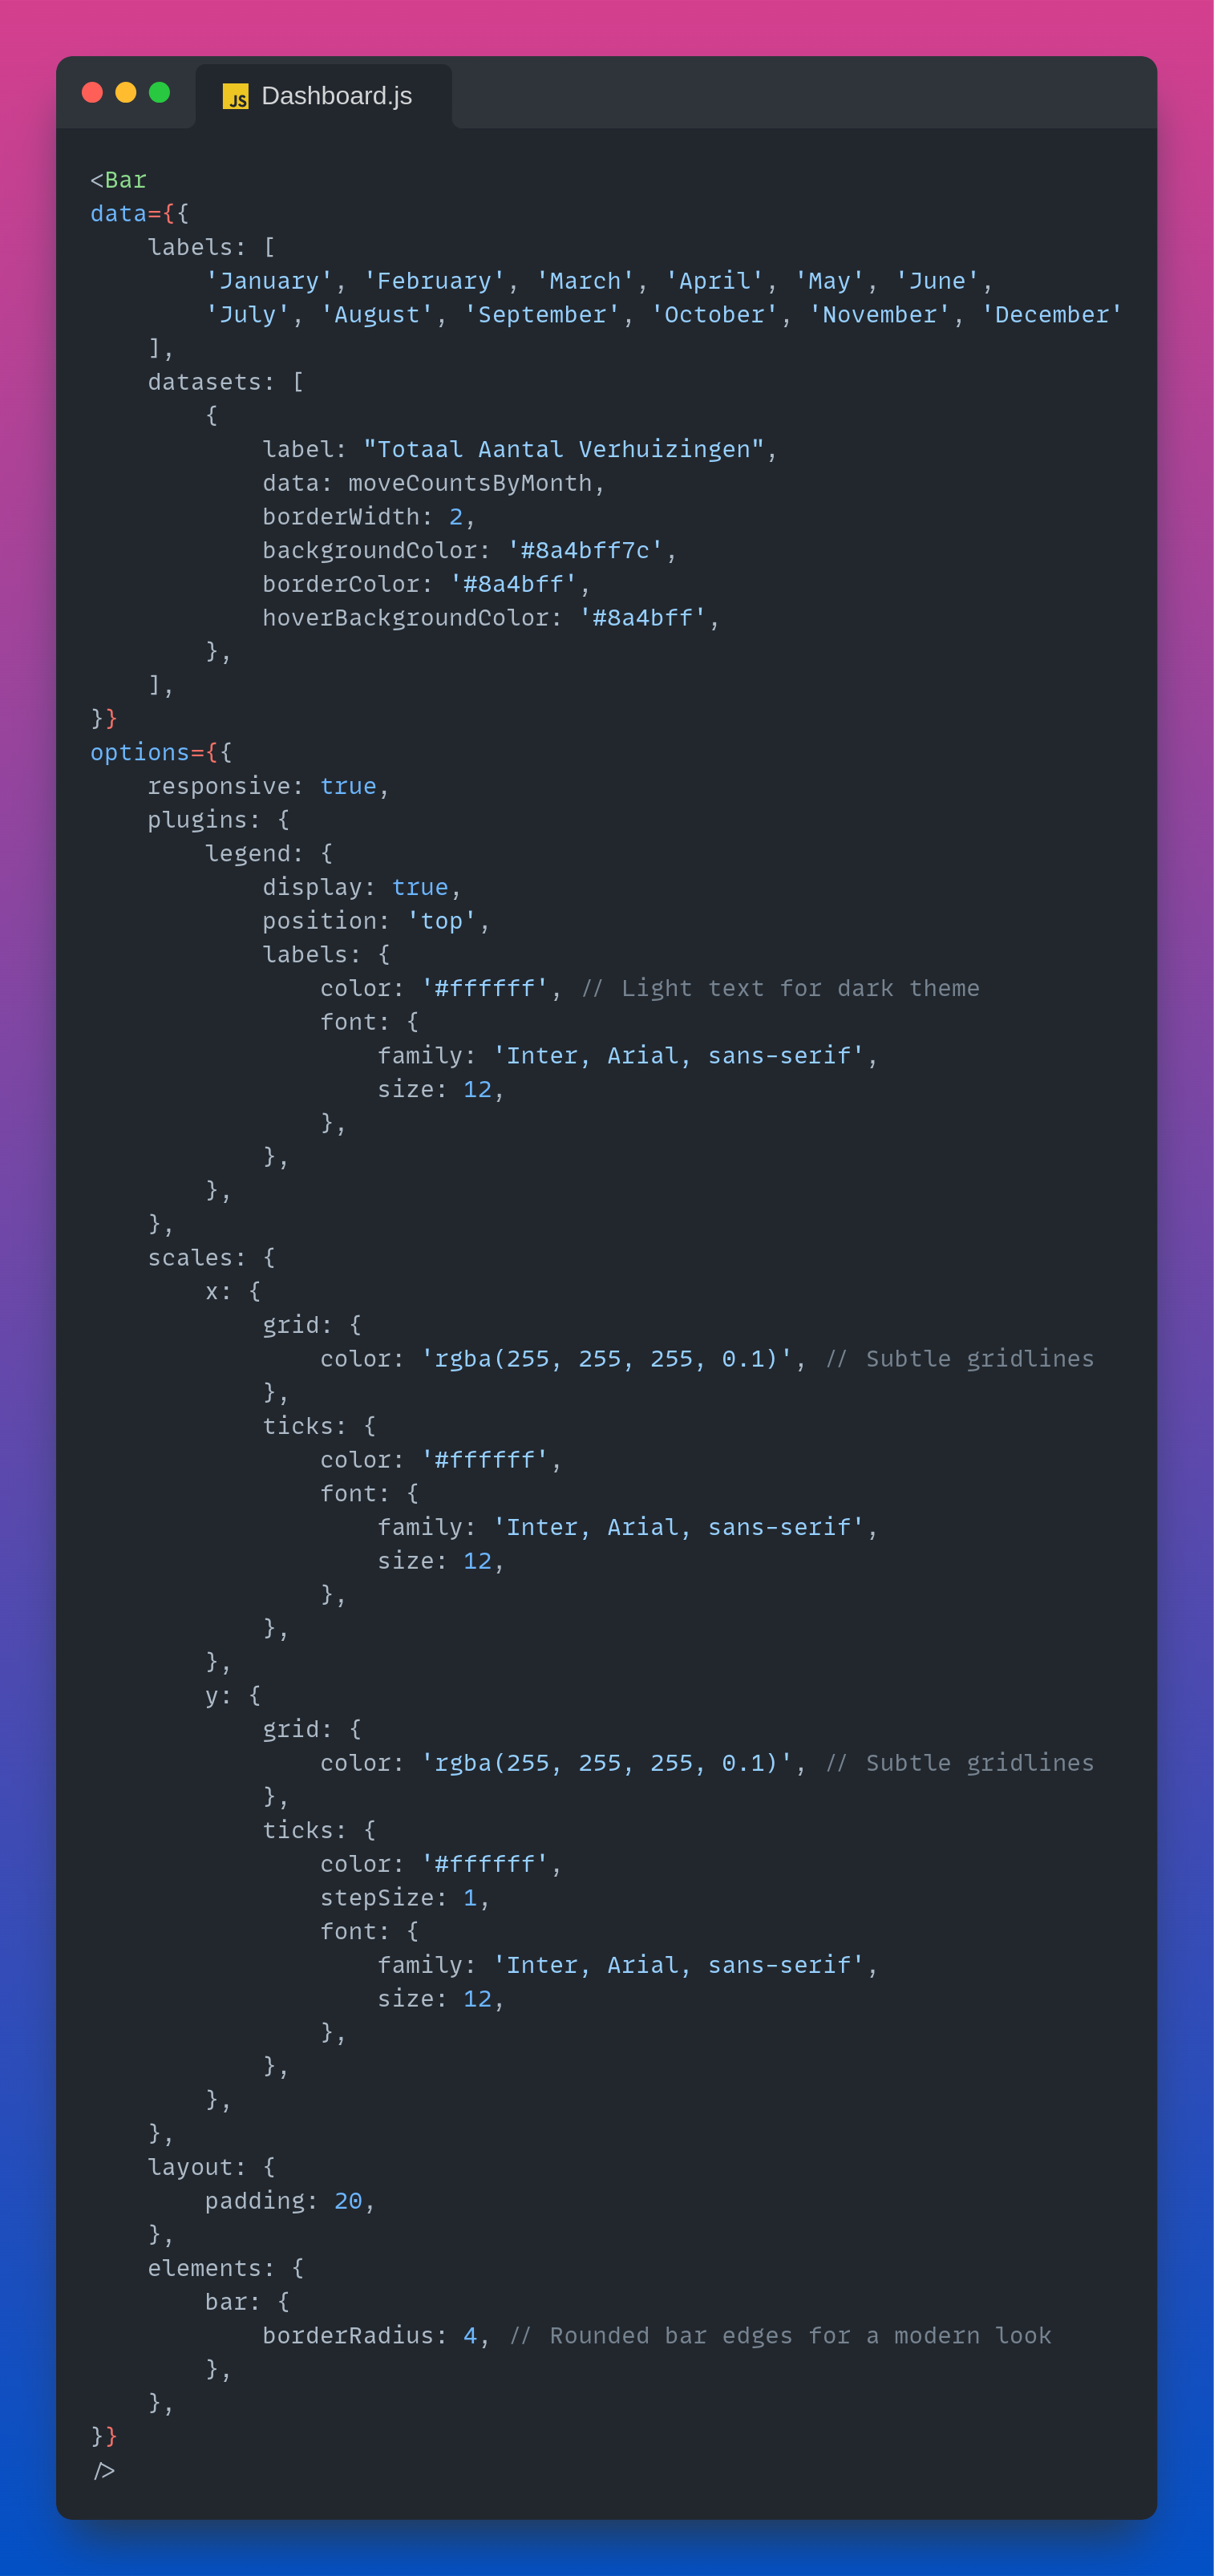 JS Dashboard.js
<Bar
data={{
    labels: [
        'January', 'February', 'March', 'April', 'May', 'June',
        'July', 'August', 'September', 'October', 'November', 'December'
    ],
    datasets: [
        {
            label: "Totaal Aantal Verhuizingen",
            data: moveCountsByMonth,
            borderWidth: 2,
            backgroundColor: '#8a4bff7c',
            borderColor: '#8a4bff',
            hoverBackgroundColor: '#8a4bff',
        },
    ],
}}
options={{
    responsive: true,
    plugins: {
        legend: {
            display: true,
            position: 'top',
            labels: {
                color: '#ffffff', // Light text for dark theme
                font: {
                    family: 'Inter, Arial, sans-serif',
                    size: 12,
                },
            },
        },
    },
    scales: {
        x: {
            grid: {
                color: 'rgba(255, 255, 255, 0.1)', // Subtle gridlines
            },
            ticks: {
                color: '#ffffff',
                font: {
                    family: 'Inter, Arial, sans-serif',
                    size: 12,
                },
            },
        },
        y: {
            grid: {
                color: 'rgba(255, 255, 255, 0.1)', // Subtle gridlines
            },
            ticks: {
                color: '#ffffff',
                stepSize: 1,
                font: {
                    family: 'Inter, Arial, sans-serif',
                    size: 12,
                },
            },
        },
    },
    layout: {
        padding: 20,
    },
    elements: {
        bar: {
            borderRadius: 4, // Rounded bar edges for a modern look
        },
    },
}}
/>